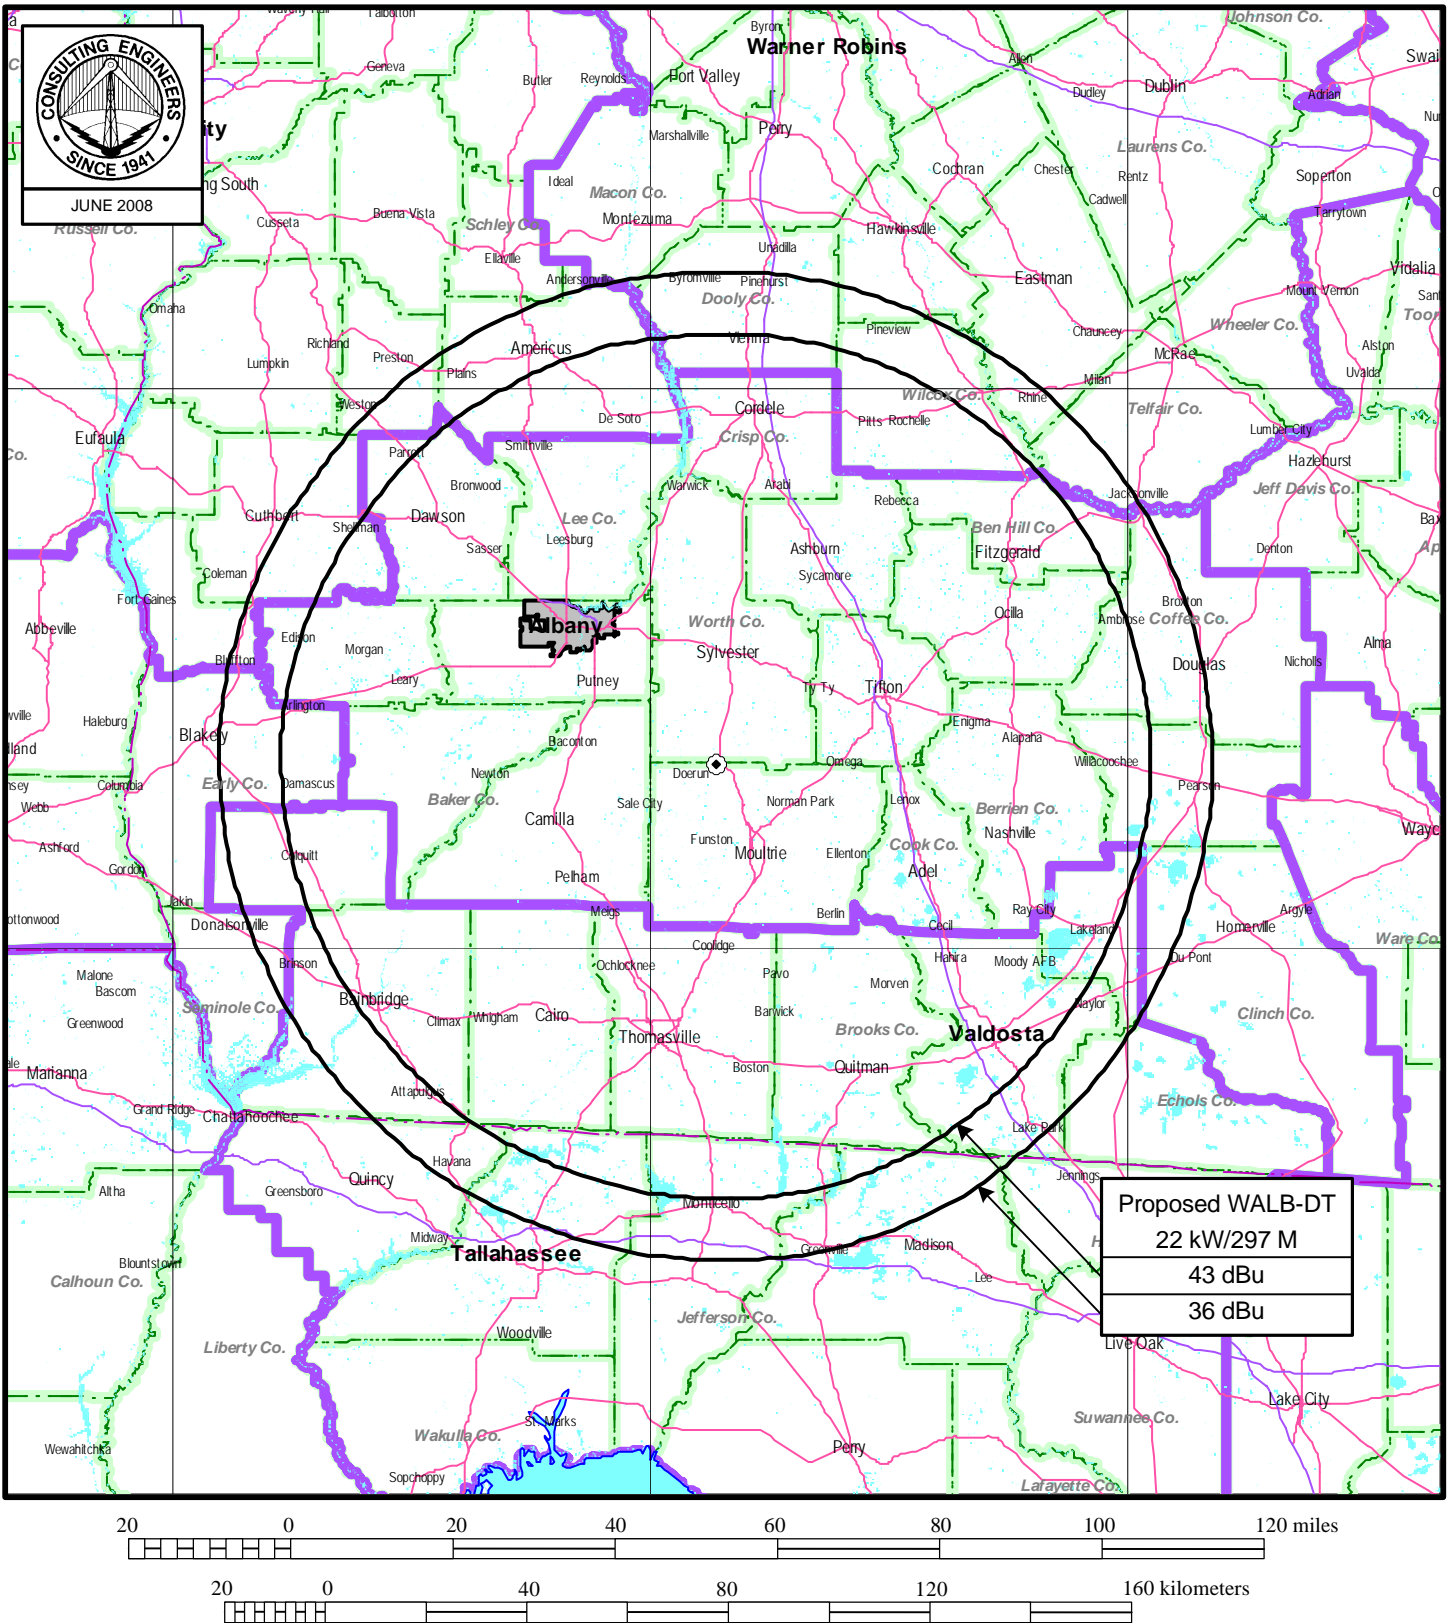 Waverly Hall
Talbotton
Byron
Johnson Co.
CONSULTING ENGINEERS
SINCE 1941
JUNE 2008
Warner Robins
Geneva
Butler
Reynolds
Fort Valley
Allen
Dudley
Dublin
Adrian
Swai
ity
Marshallville
Perry
Laurens Co.
ng South
Ideal
Macon Co.
Cochran
Chester
Rentz
Cadwell
Soperton
Tarrytown
Russell Co.
Cusseta
Buena Vista
Schley Co.
Montezuma
Hawkinsville
Ellaville
Unadilla
Andersonville
Byromville
Pinehurst
Eastman
Vidalia
Mount Vernon
Omaha
Dooly Co.
Pineview
Chauncey
Wheeler Co.
Toor
Richland
Preston
Americus
Vienna
McRae
Alston
Lumpkin
Plains
Milan
Uvalda
Weston
De Soto
Cordele
Wilcox Co.
Rhine
Telfair Co.
Eufaula
Smithville
Crisp Co.
Pitts
Rochelle
Lumber City
Parrott
Hazlehurst
Bronwood
Warwick
Arabi
Rebecca
Jacksonville
Jeff Davis Co.
Cuthbert
Shellman
Dawson
Lee Co.
Leesburg
Ben Hill Co.
Fitzgerald
Bax
Sasser
Ashburn
Sycamore
Denton
Ap
Coleman
Fort Gaines
Abbeville
Edison
Albany
Worth Co.
Ocilla
Broxton
Ambrose
Coffee Co.
Alma
Bluffton
Morgan
Sylvester
Douglas
Nicholls
Leary
Putney
Ty Ty
Tifton
Arlington
Haleburg
Blakely
Baconton
Enigma
Alapaha
Willacoochee
Columbia
Early Co.
Damascus
Newton
Baker Co.
Doerun
Omega
Pearson
Webb
Sale City
Norman Park
Lenox
Berrien Co.
Nashville
Camilla
Funston
Moultrie
Ellenton
Cook Co.
Adel
Wayc
Ashford
Gordon
Colquitt
Pelham
Jakin
Donalsonville
Meigs
Berlin
Cecil
Ray City
Lakeland
Argyle
Homerville
Ware Co.
ottonwood
Coolidge
Malone
Bascom
Brinson
Ochlocknee
Pavo
Hahira
Moody AFB
Du Pont
Greenwood
Seminole Co.
Bainbridge
Climax
Whigham
Cairo
Thomasville
Barwick
Morven
Brooks Co.
Valdosta
Naylor
Clinch Co.
Marianna
Boston
Quitman
Grand Ridge
Chattahoochee
Attapulgus
Lake Park
Echols Co.
Altha
Greensboro
Quincy
Havana
Monticello
Jennings
Blountstown
Calhoun Co.
Midway
Tallahassee
Greenville
Madison
Lee
Proposed WALB-DT
22 kW/297 M
43 dBu
36 dBu
Liberty Co.
Woodville
Jefferson Co.
Live Oak
Lake City
St. Marks
Wakulla Co.
Perry
Suwannee Co.
Wewahitchka
Sopchoppy
Lafayette Co.
20 0 20 40 60 80 100 120 miles
20 0 40 80 120 160 kilometers